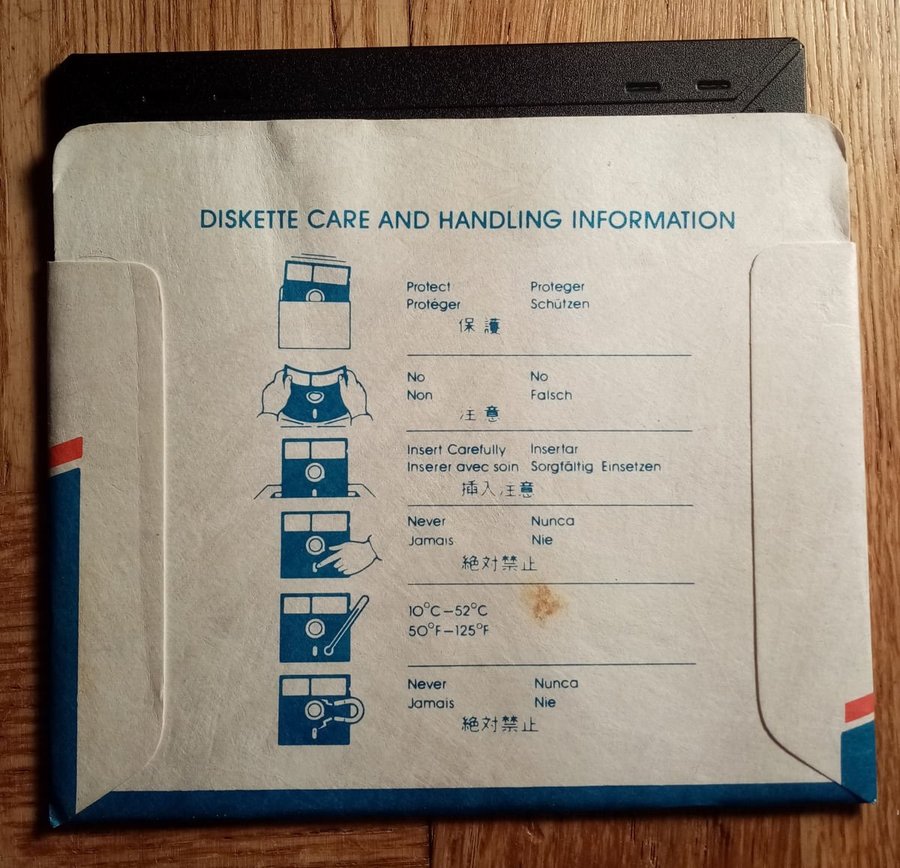 DISKETTE CARE AND HANDLING INFORMATION
Protect Proteger
Protéger Schützen
保護
No No
Non Falsch
注意
Insert Carefully Insertar
Inserer avec soin Sorgfältig Einsetzen
挿入注意
Never Nunca
Jamais Nie
絶対禁止
10°C–52°C
50°F–125°F
Never Nunca
Jamais Nie
絶対禁止